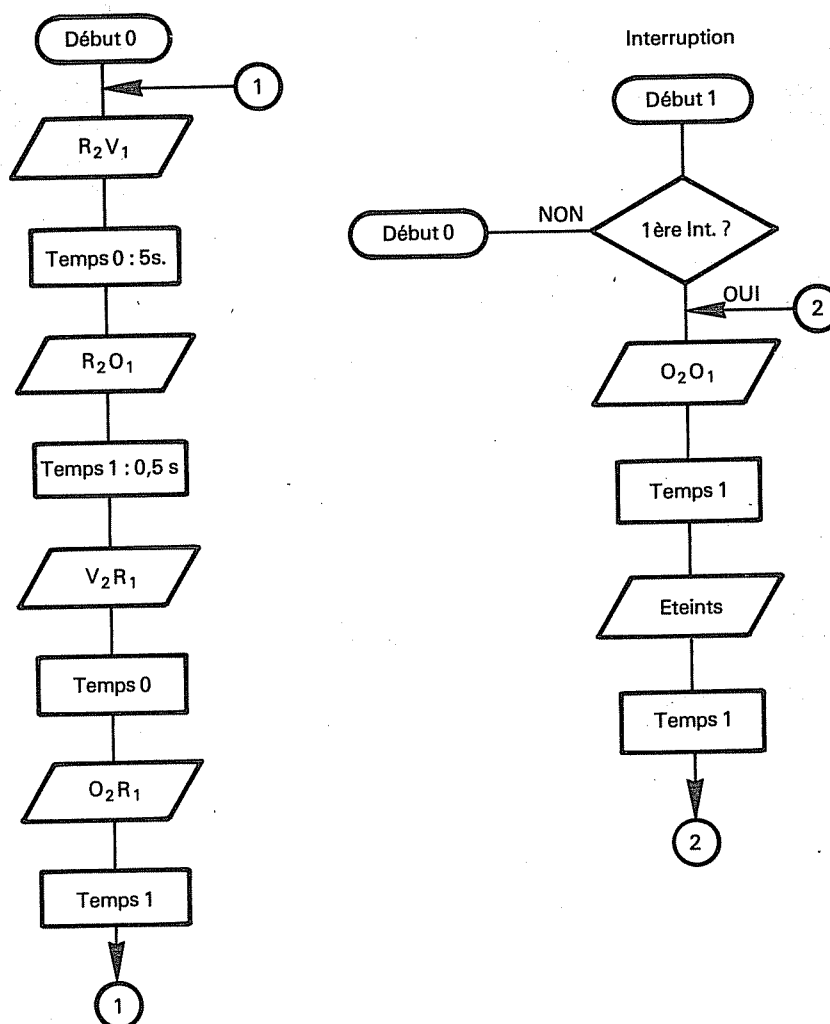 Début 0
1
R₂V₁
Temps 0 : 5s.
R₂O₁
Temps 1 : 0,5 s
V₂R₁
Temps 0
O₂R₁
Temps 1
1
Interruption
Début 1
1ère Int. ?
NON
Début 0
OUI
2
O₂O₁
Temps 1
Eteints
Temps 1
2